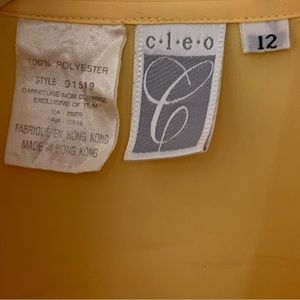 100% POLYESTER
STYLE 91519
GARNITURE NON COMPRISE
EXCLUSIVE OF TRIM
CA
FABRIQUÉ EN HONG KONG
MADE IN HONG KONG
c·l·e·o
C
12